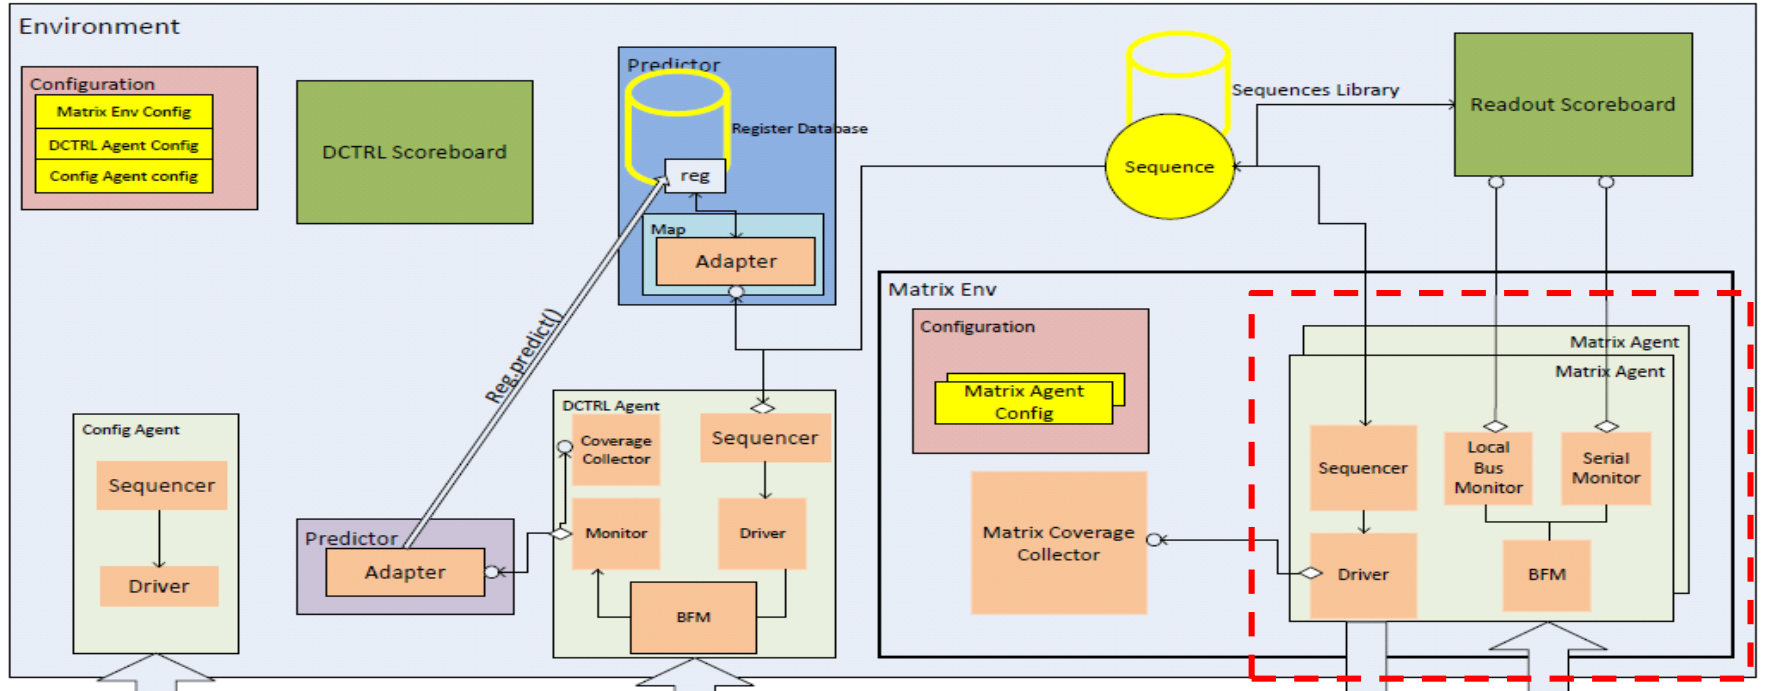 Environment
Configuration
Matrix Env Config
DCTRL Agent Config
Config Agent config
DCTRL Scoreboard
Predictor
Register Database
reg
Map
Adapter
Sequences Library
Sequence
Readout Scoreboard
Reg.predict()
Matrix Env
Configuration
Matrix Agent
Config
Matrix Coverage
Collector
Matrix Agent
Matrix Agent
Sequencer
Local
Bus
Monitor
Serial
Monitor
Driver
BFM
Config Agent
Sequencer
Driver
Predictor
Adapter
DCTRL Agent
Coverage
Collector
Sequencer
Monitor
Driver
BFM